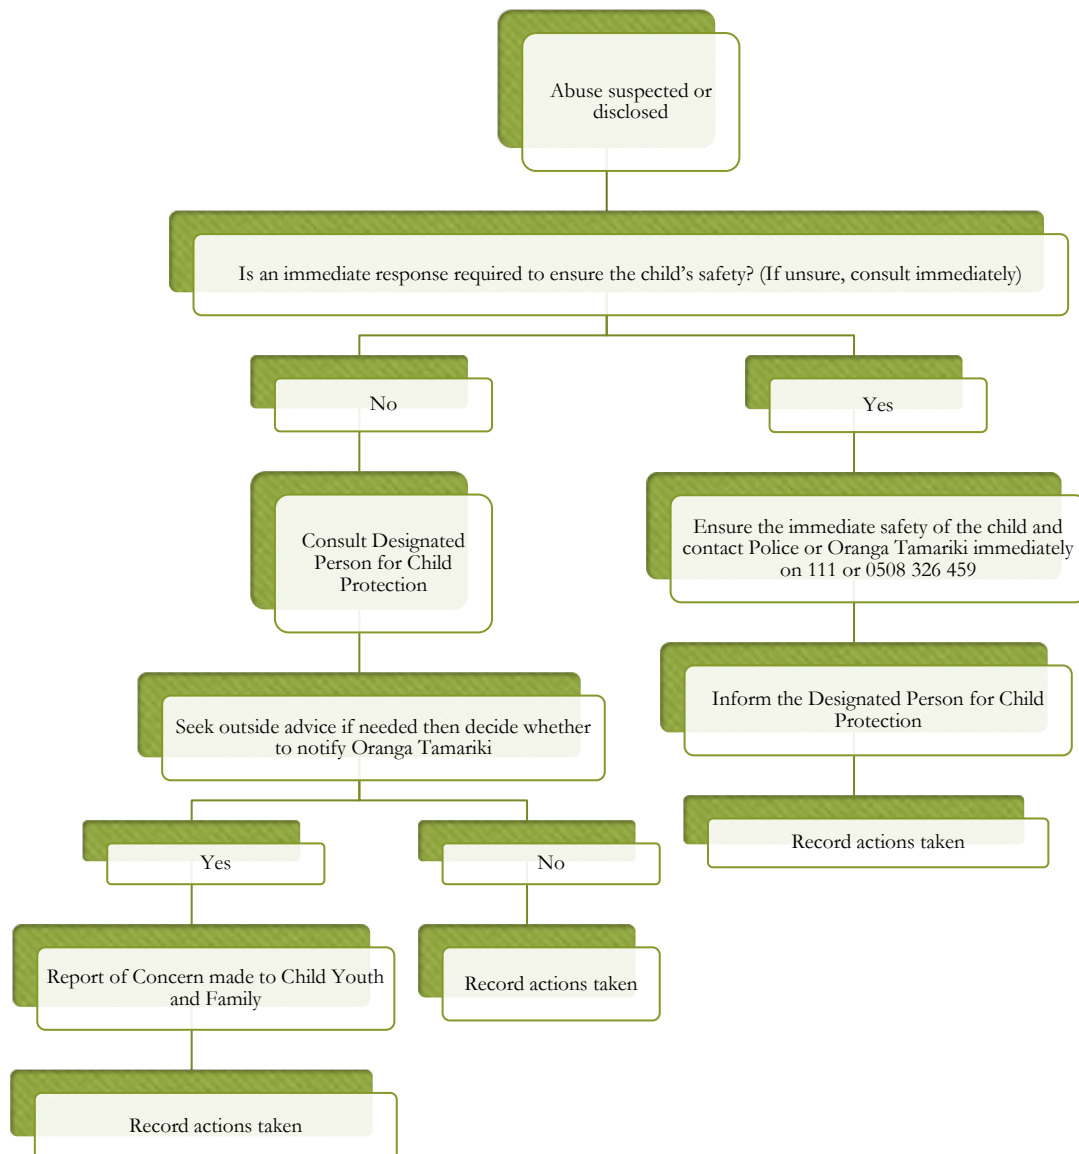 Abuse suspected or
disclosed
Is an immediate response required to ensure the child's safety? (If unsure, consult immediately)
No
Yes
Consult Designated
Person for Child
Protection
Ensure the immediate safety of the child and
contact Police or Oranga Tamariki immediately
on 111 or 0508 326 459
Inform the Designated Person for Child
Protection
Seek outside advice if needed then decide whether
to notify Oranga Tamariki
Record actions taken
Yes
No
Report of Concern made to Child Youth
and Family
Record actions taken
Record actions taken